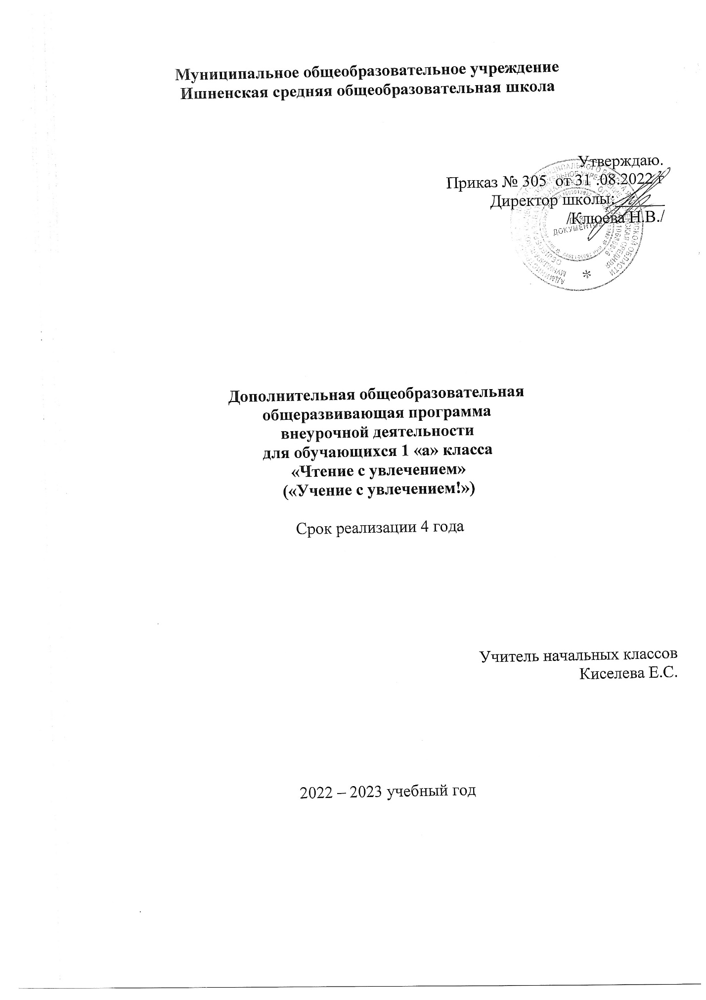 Муниципальное общеобразовательное учреждение
Ишненская средняя общеобразовательная школа
Утверждаю.
Приказ № 305 от 31 .08.2022 г
Директор школы:______
/Клюева Н.В./
ДОКУМЕНТОВ
Дополнительная общеобразовательная
общеразвивающая программа
внеурочной деятельности
для обучающихся 1 «а» класса
«Чтение с увлечением»
(«Учение с увлечением!»)
Срок реализации 4 года
Учитель начальных классов
Киселева Е.С.
2022 – 2023 учебный год